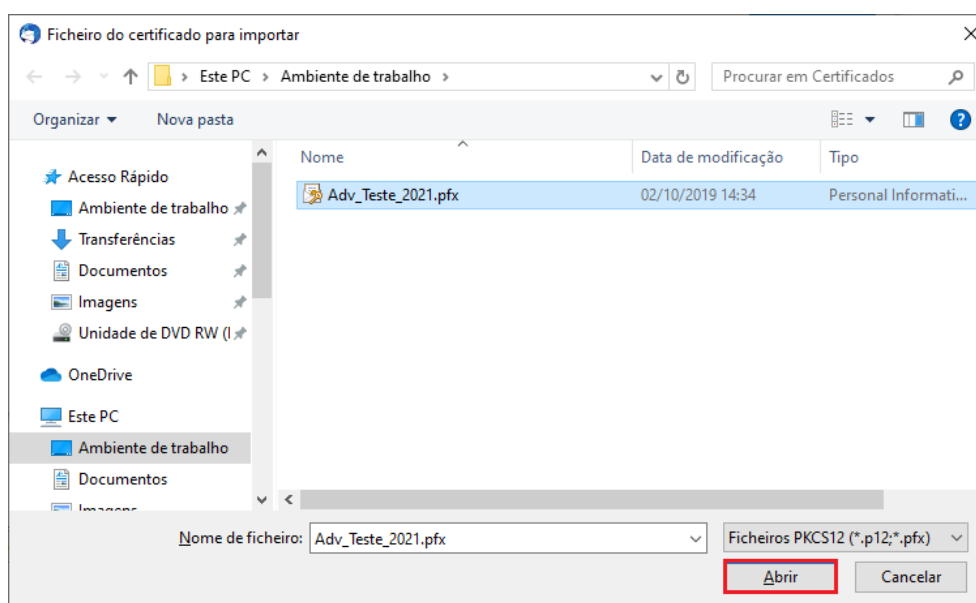 Ficheiro do certificado para importar
Este PC > Ambiente de trabalho >
Procurar em Certificados
Organizar
Nova pasta
?
Nome
Data de modificação
Tipo
Acesso Rápido
Ambiente de trabalho
Transferências
Documentos
Imagens
Unidade de DVD RW (
OneDrive
Este PC
Ambiente de trabalho
Documentos
Imagens
Adv_Teste_2021.pfx
02/10/2019 14:34
Personal Informati...
Nome de ficheiro:
Adv_Teste_2021.pfx
Ficheiros PKCS12 (*.p12;*.pfx)
Abrir
Cancelar